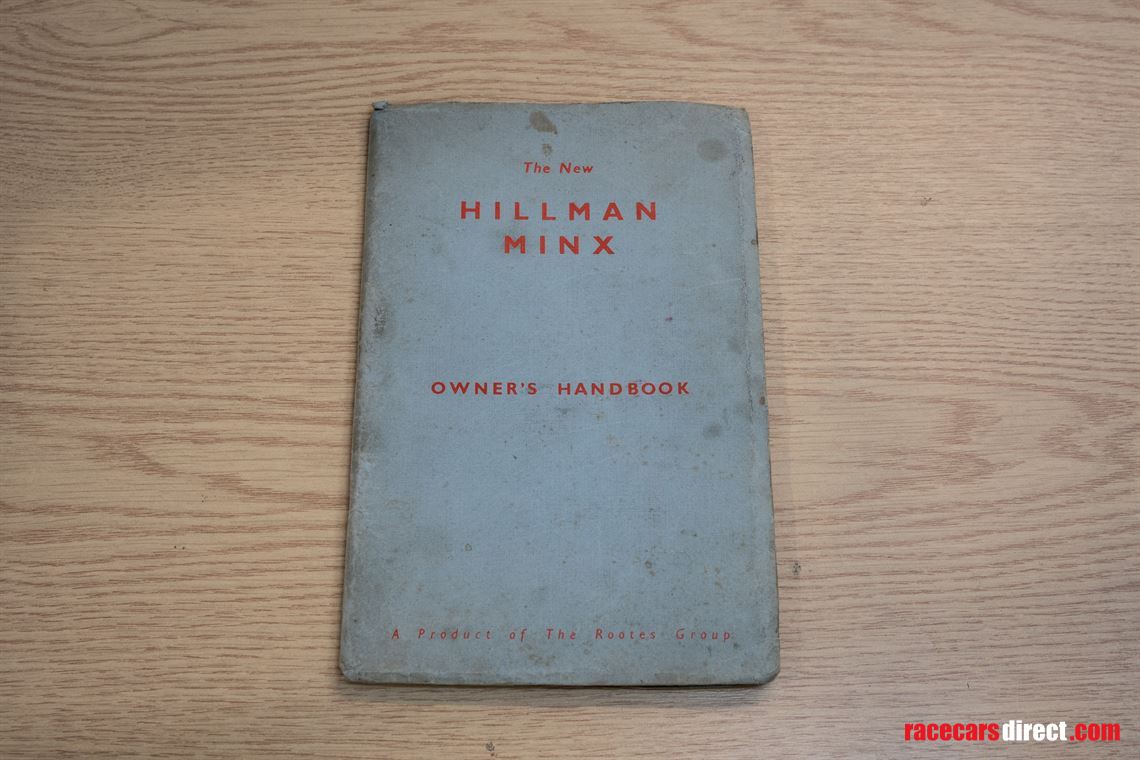 The New
HILLMAN
MINX
OWNER'S HANDBOOK
A Product of The Rootes Group
racecarsdirect.com